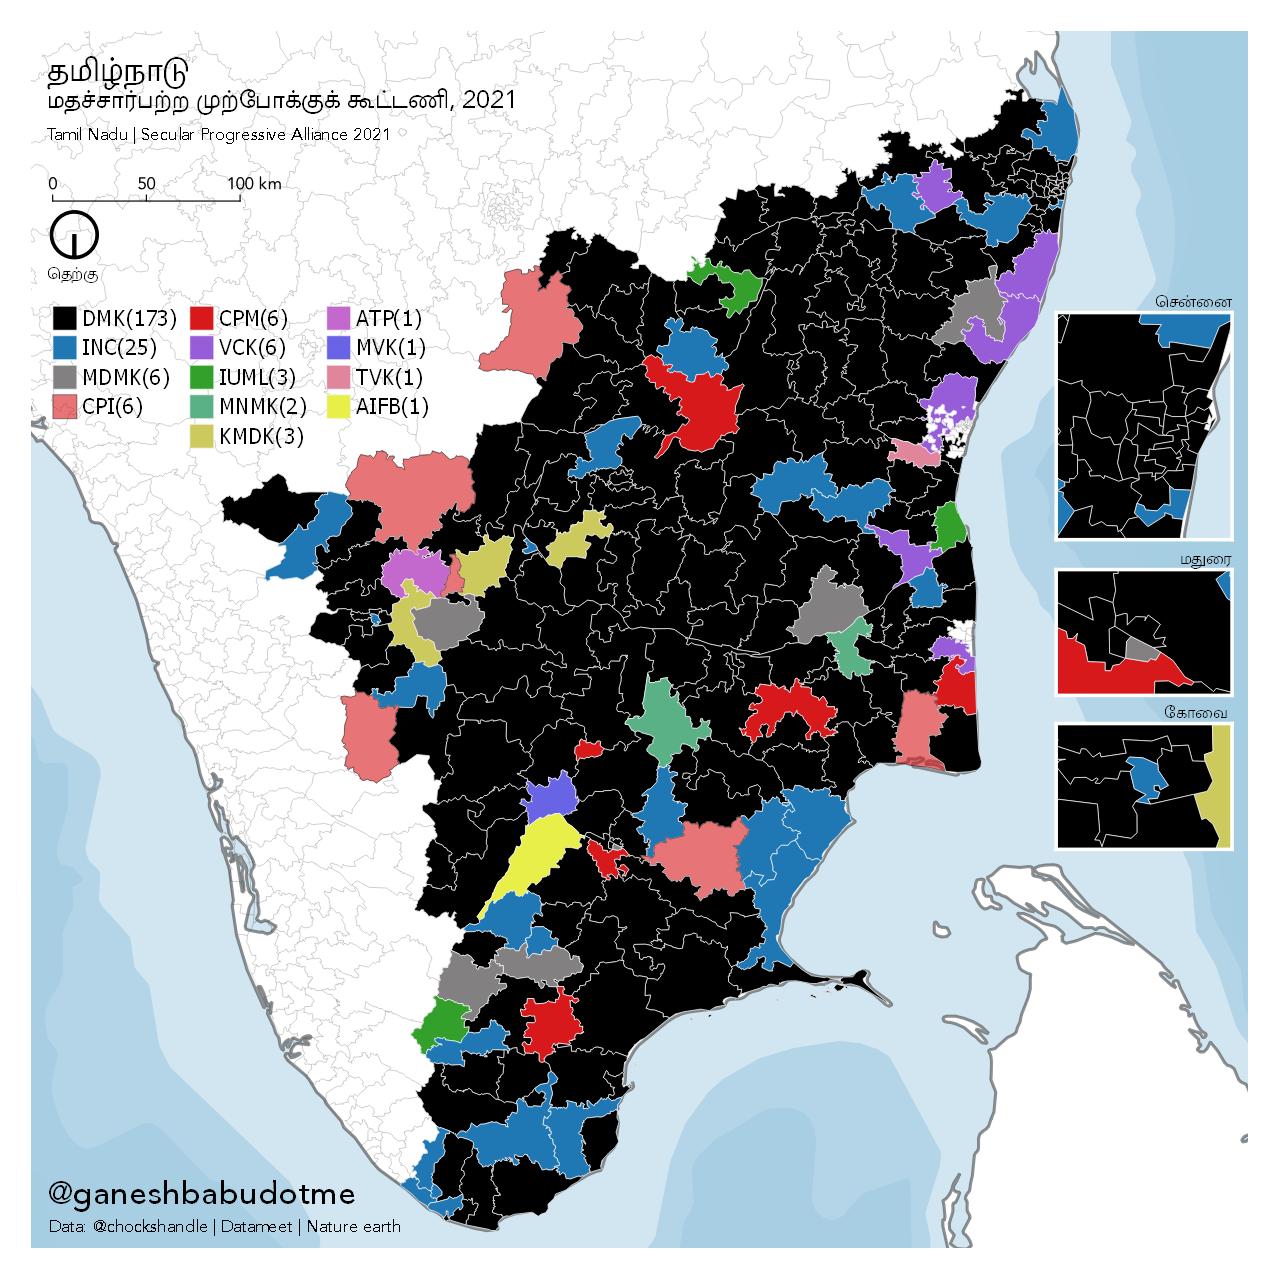 தமிழ்நாடு
மதச்சார்பற்ற முற்போக்குக் கூட்டணி, 2021
Tamil Nadu | Secular Progressive Alliance 2021
0 50 100 km
தெற்கு
DMK(173) CPM(6) ATP(1)
INC(25) VCK(6) MVK(1)
MDMK(6) IUML(3) TVK(1)
CPI(6) MNMK(2) AIFB(1)
KMDK(3)
சென்னை
மதுரை
கோவை
@ganeshbabudotme
Data: @chockshandle | Datameet | Nature earth